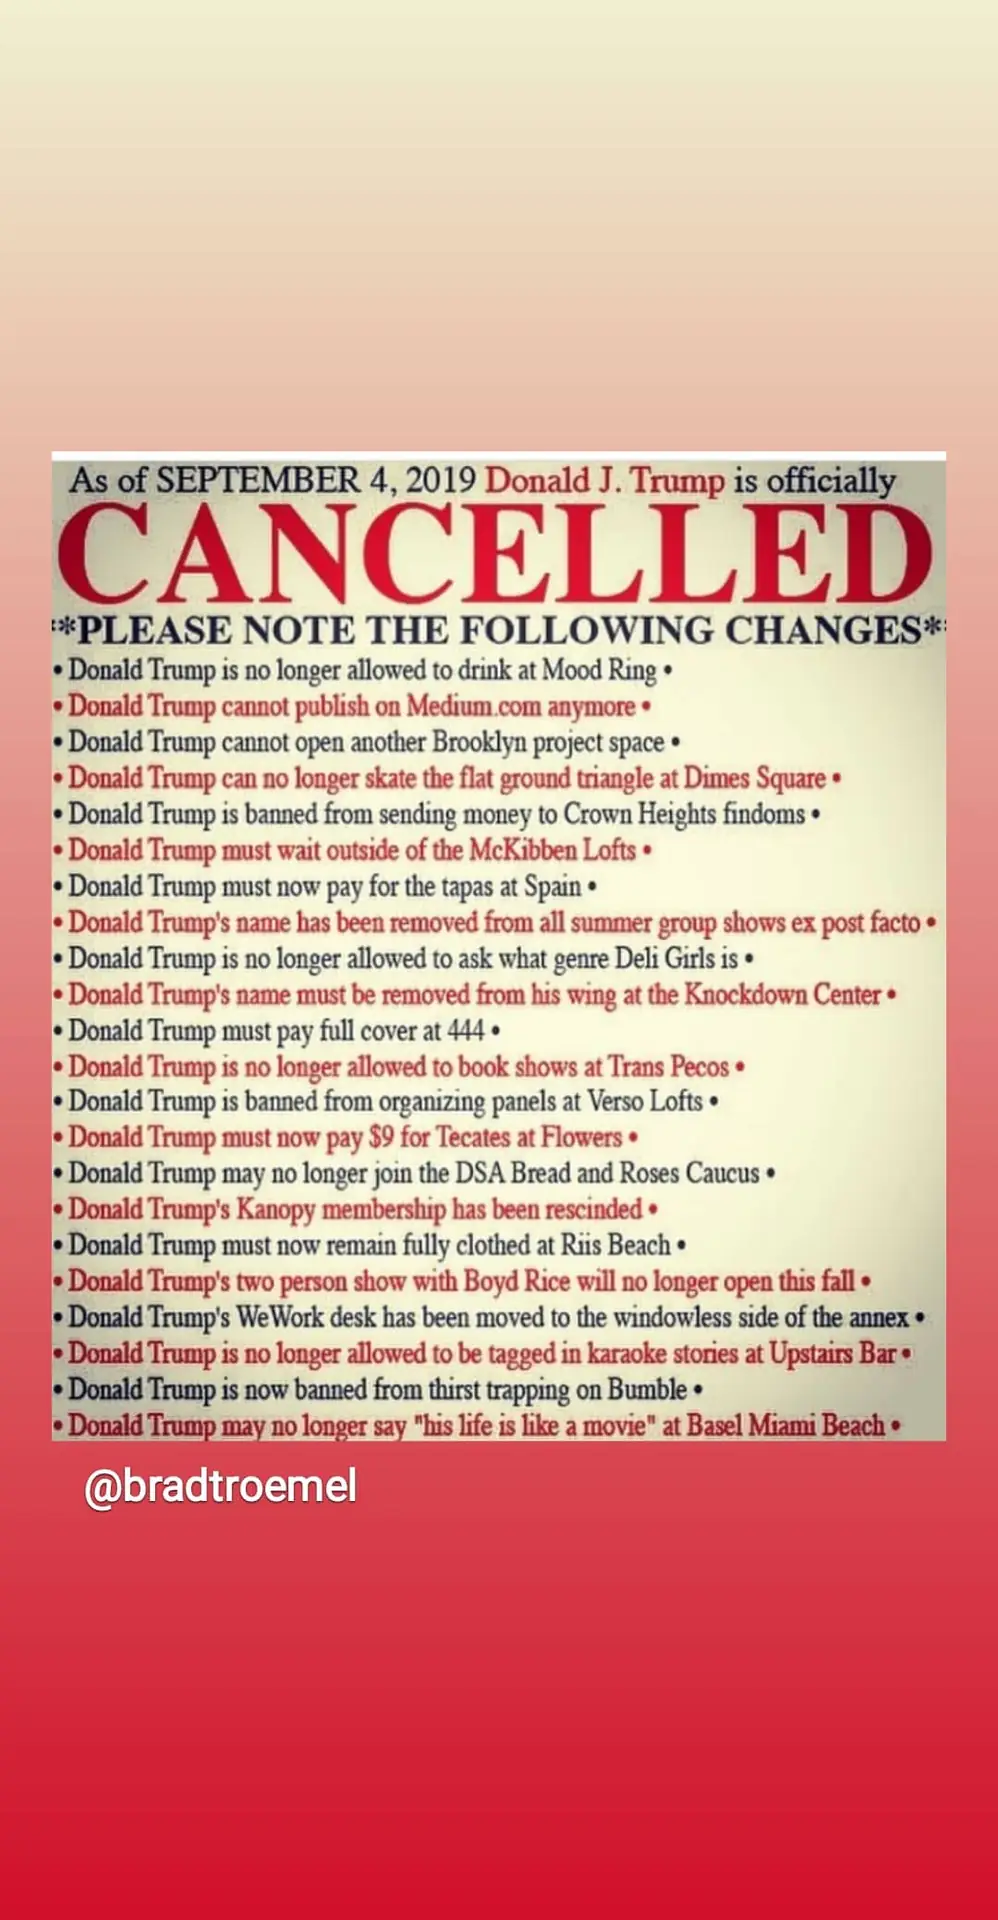 As of SEPTEMBER 4, 2019 Donald J. Trump is officially
CANCELLED
**PLEASE NOTE THE FOLLOWING CHANGES**
• Donald Trump is no longer allowed to drink at Mood Ring •
• Donald Trump cannot publish on Medium.com anymore •
• Donald Trump cannot open another Brooklyn project space •
• Donald Trump can no longer skate the flat ground triangle at Dimes Square •
• Donald Trump is banned from sending money to Crown Heights findoms •
• Donald Trump must wait outside of the McKibben Lofts •
• Donald Trump must now pay for the tapas at Spain •
• Donald Trump's name has been removed from all summer group shows ex post facto •
• Donald Trump is no longer allowed to ask what genre Deli Girls is •
• Donald Trump's name must be removed from his wing at the Knockdown Center •
• Donald Trump must pay full cover at 444 •
• Donald Trump is no longer allowed to book shows at Trans Pecos •
• Donald Trump is banned from organizing panels at Verso Lofts •
• Donald Trump must now pay $9 for Tecates at Flowers •
• Donald Trump may no longer join the DSA Bread and Roses Caucus •
• Donald Trump's Kanopy membership has been rescinded •
• Donald Trump must now remain fully clothed at Riis Beach •
• Donald Trump's two person show with Boyd Rice will no longer open this fall •
• Donald Trump's WeWork desk has been moved to the windowless side of the annex •
• Donald Trump is no longer allowed to be tagged in karaoke stories at Upstairs Bar •
• Donald Trump is now banned from thirst trapping on Bumble •
• Donald Trump may no longer say "his life is like a movie" at Basel Miami Beach •
@bradtroemel